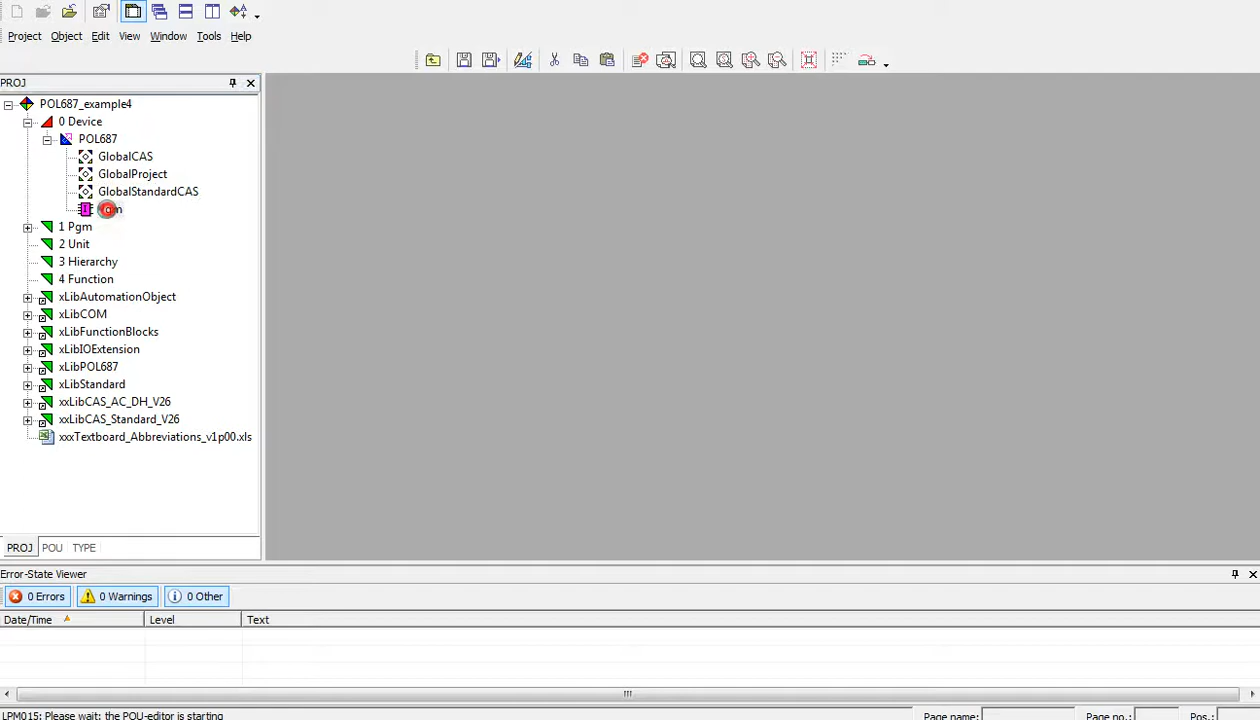 Project Object Edit View Window Tools Help
PROJ
POL687_example4
0 Device
POL687
GlobalCAS
GlobalProject
GlobalStandardCAS
1 Pgm
2 Unit
3 Hierarchy
4 Function
xLibAutomationObject
xLibCOM
xLibFunctionBlocks
xLibIOExtension
xLibPOL687
xLibStandard
xxLibCAS_AC_DH_V26
xxLibCAS_Standard_V26
xxxTextboard_Abbreviations_v1p00.xls
PROJ POU TYPE
Error-State Viewer
0 Errors 0 Warnings 0 Other
Date/Time Level Text
LPM015: Please wait: the POU-editor is starting Page name: Page no.: Pos.: